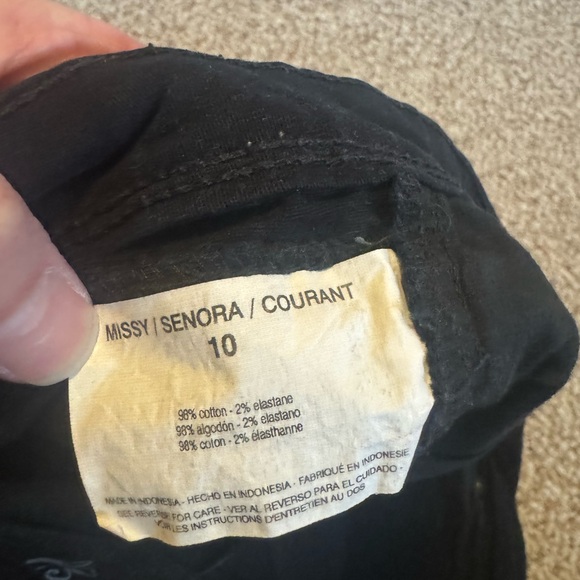 MISSY / SENORA / COURANT
10
98% cotton - 2% elastane
98% algodón - 2% elastano
98% coton - 2% élasthanne
MADE IN INDONESIA - HECHO EN INDONESIA - FABRIQUÉ EN INDONESIE
SEE REVERSE FOR CARE - VER AL REVERSO PARA EL CUIDADO -
VOIR LES INSTRUCTIONS D'ENTRETIEN AU DOS